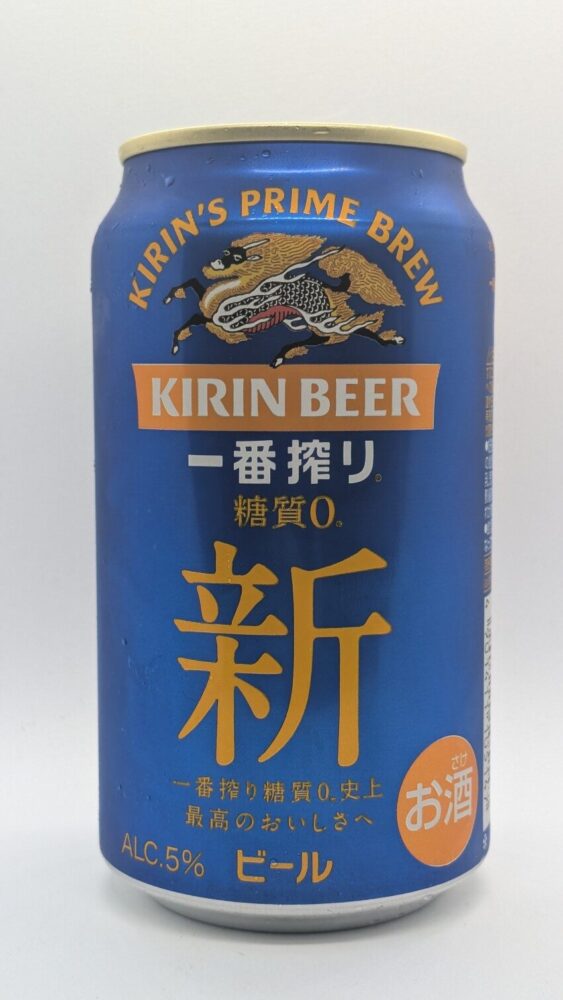 KIRIN'S PRIME BREW
KIRIN BEER
一番搾り
糖質0
新
一番搾り糖質0史上
最高のおいしさへ
さけ
お酒
ALC.5% ビール